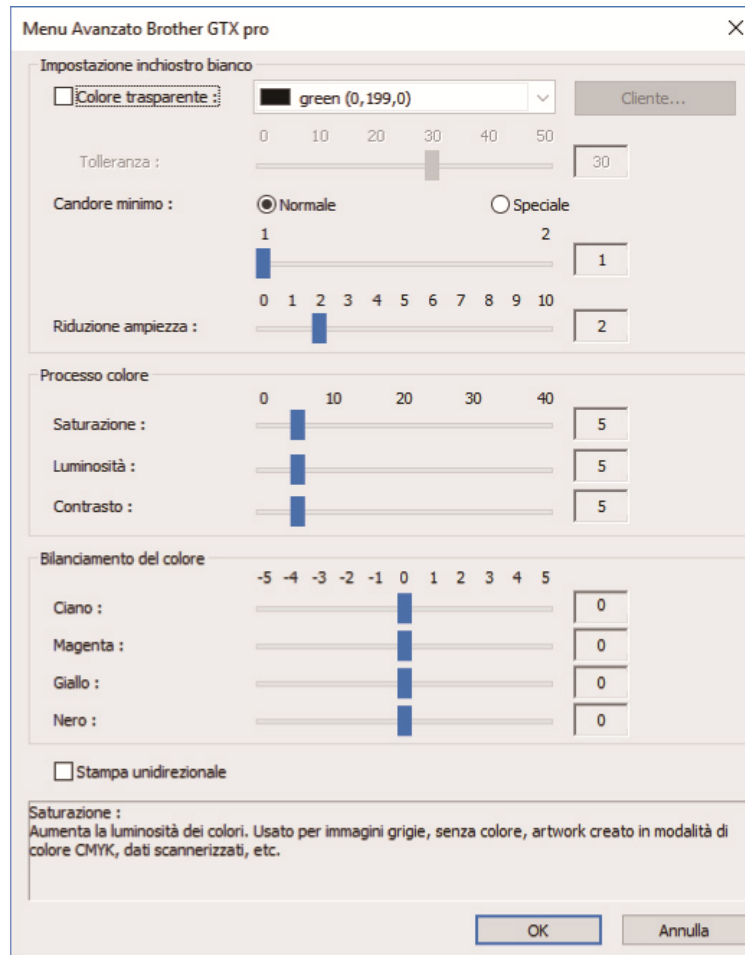 Menu Avanzato Brother GTX pro
Impostazione inchiostro bianco
Colore trasparente :
green (0,199,0)
Cliente...
0 10 20 30 40 50
Tolleranza :
30
Candore minimo :
Normale
Speciale
1 2
1
0 1 2 3 4 5 6 7 8 9 10
Riduzione ampiezza :
2
Processo colore
0 10 20 30 40
Saturazione :
5
Luminosità :
5
Contrasto :
5
Bilanciamento del colore
-5 -4 -3 -2 -1 0 1 2 3 4 5
Ciano :
0
Magenta :
0
Giallo :
0
Nero :
0
Stampa unidirezionale
Saturazione :
Aumenta la luminosità dei colori. Usato per immagini grigie, senza colore, artwork creato in modalità di
colore CMYK, dati scannerizzati, etc.
OK
Annulla